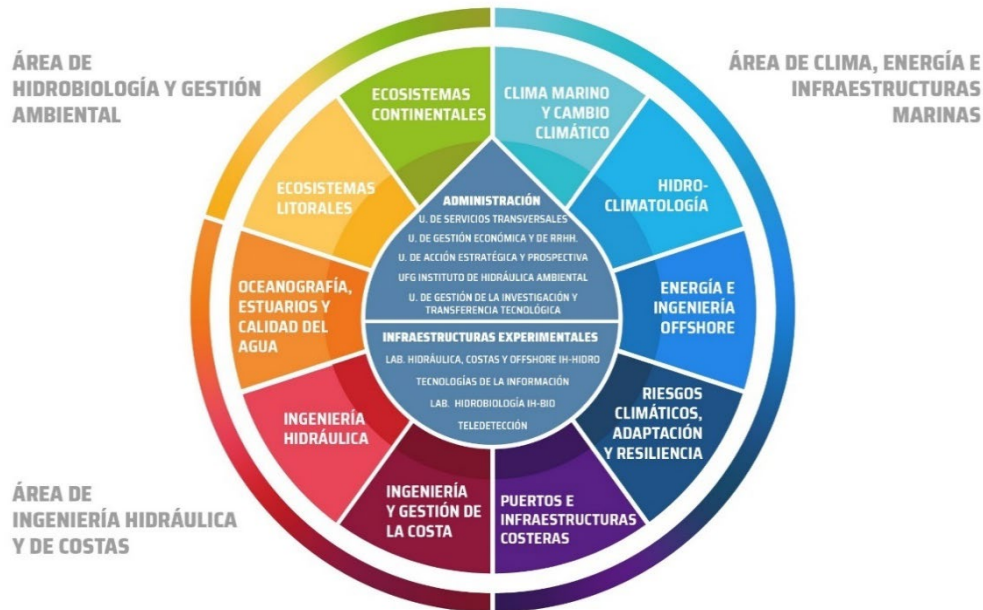 ÁREA DE
HIDROBIOLOGÍA Y GESTIÓN
AMBIENTAL
ÁREA DE CLIMA, ENERGÍA E
INFRAESTRUCTURAS
MARINAS
ECOSISTEMAS
CONTINENTALES
CLIMA MARINO
Y CAMBIO
CLIMÁTICO
ECOSISTEMAS
LITORALES
HIDRO-
CLIMATOLOGÍA
ADMINISTRACIÓN
U. DE SERVICIOS TRANSVERSALES
U. DE GESTIÓN ECONÓMICA Y DE RRHH.
U. DE ACCIÓN ESTRATÉGICA Y PROSPECTIVA
UFG INSTITUTO DE HIDRÁULICA AMBIENTAL
U. DE GESTIÓN DE LA INVESTIGACIÓN Y
TRANSFERENCIA TECNOLÓGICA
OCEANOGRAFÍA,
ESTUARIOS Y
CALIDAD DEL
AGUA
ENERGÍA E
INGENIERÍA
OFFSHORE
INFRAESTRUCTURAS EXPERIMENTALES
LAB. HIDRÁULICA, COSTAS Y OFFSHORE IH-HIDRO
TECNOLOGÍAS DE LA INFORMACIÓN
LAB. HIDROBIOLOGÍA IH-BIO
TELEDETECCIÓN
INGENIERÍA
HIDRÁULICA
RIESGOS
CLIMÁTICOS,
ADAPTACIÓN
Y RESILIENCIA
INGENIERÍA
Y GESTIÓN DE
LA COSTA
PUERTOS E
INFRAESTRUCTURAS
COSTERAS
ÁREA DE
INGENIERÍA HIDRÁULICA
Y DE COSTAS